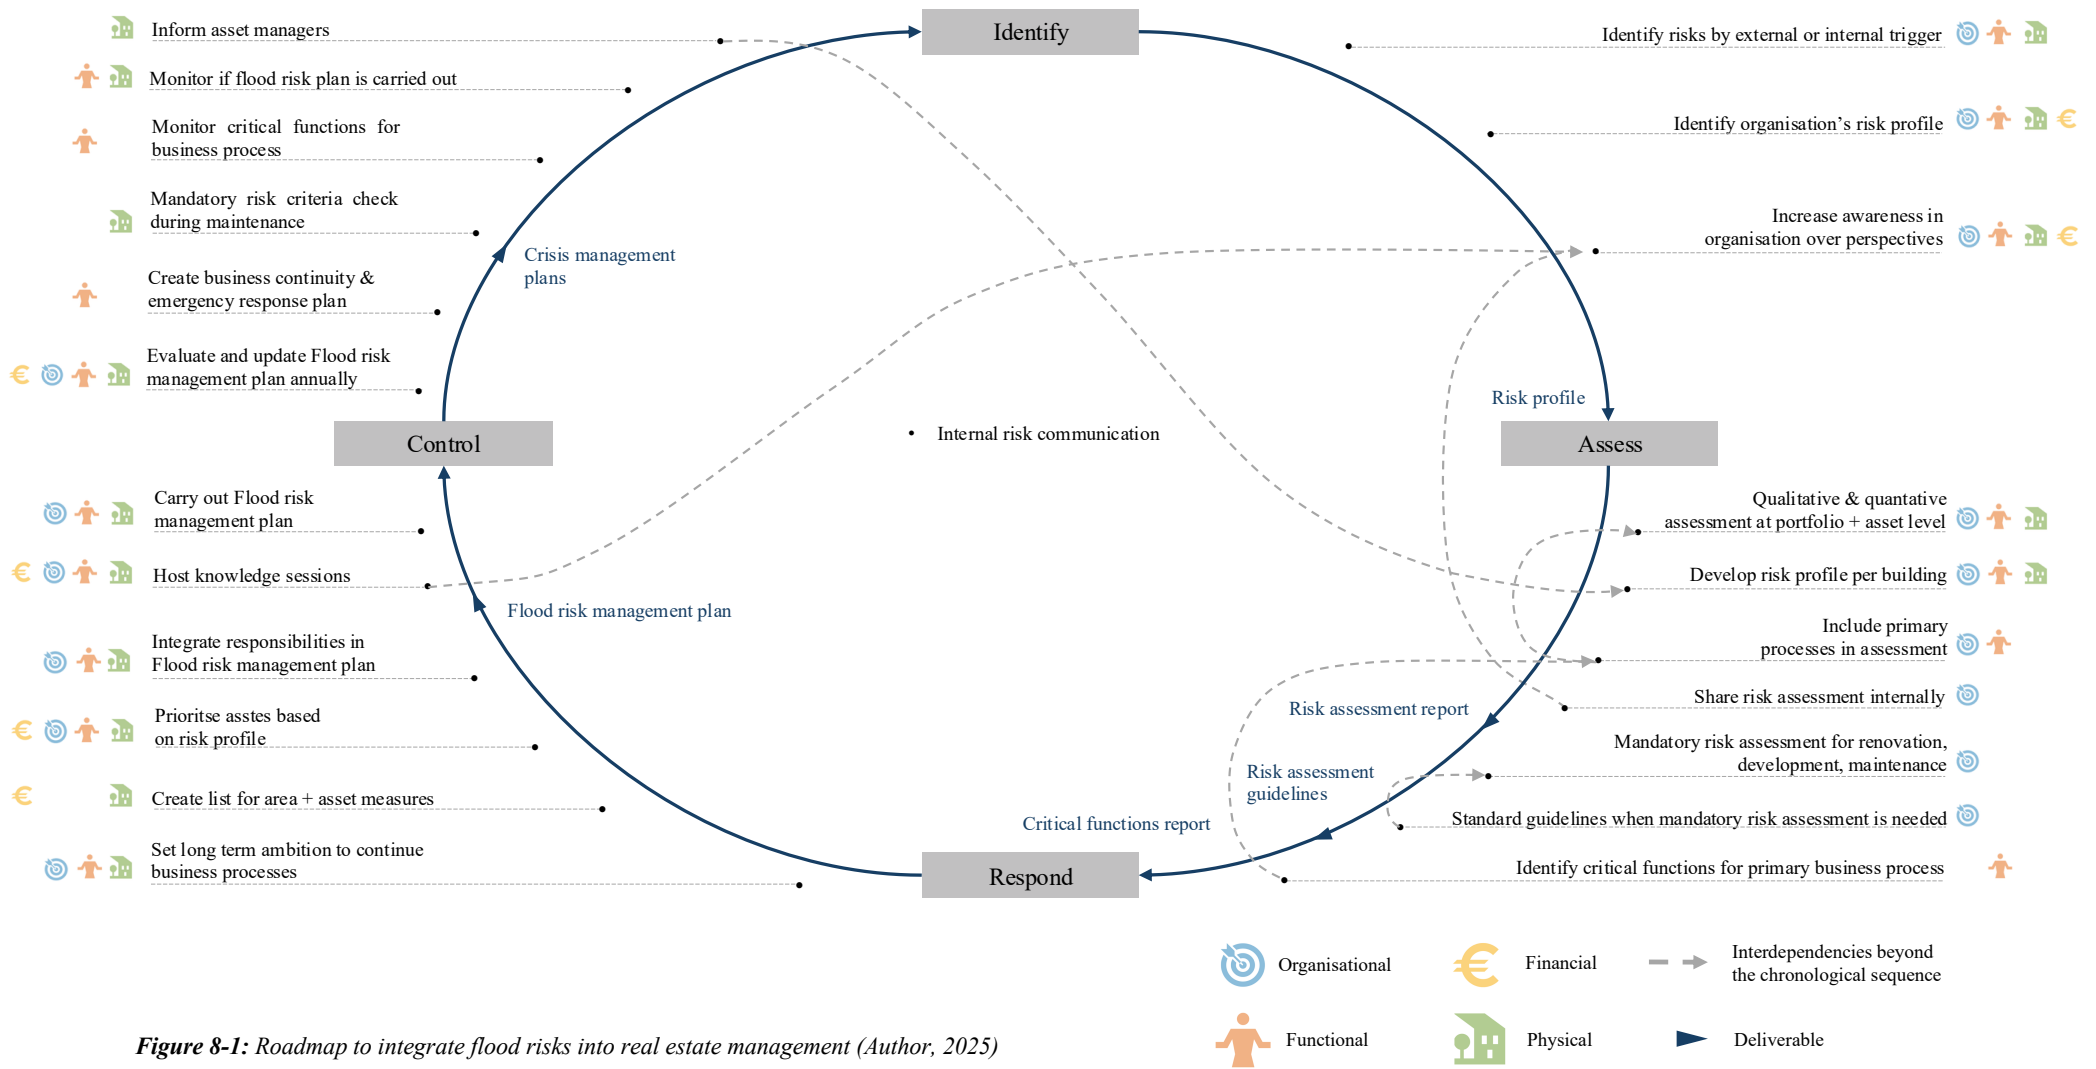 Inform asset managers
Monitor if flood risk plan is carried out
Monitor critical functions for
business process
Mandatory risk criteria check
during maintenance
Create business continuity &
emergency response plan
Evaluate and update Flood risk
management plan annually
Control
Carry out Flood risk
management plan
Host knowledge sessions
Integrate responsibilities in
Flood risk management plan
Prioritse asstes based
on risk profile
Create list for area + asset measures
Set long term ambition to continue
business processes
Identify
Crisis management
plans
Internal risk communication
Flood risk management plan
Risk profile
Risk assessment report
Risk assessment
guidelines
Critical functions report
Respond
Identify risks by external or internal trigger
Identify organisation’s risk profile
Increase awareness in
organisation over perspectives
Assess
Qualitative & quantative
assessment at portfolio + asset level
Develop risk profile per building
Include primary
processes in assessment
Share risk assessment internally
Mandatory risk assessment for renovation,
development, maintenance
Standard guidelines when mandatory risk assessment is needed
Identify critical functions for primary business process
Organisational
Financial
Interdependencies beyond
the chronological sequence
Functional
Physical
Deliverable
Figure 8-1: Roadmap to integrate flood risks into real estate management (Author, 2025)